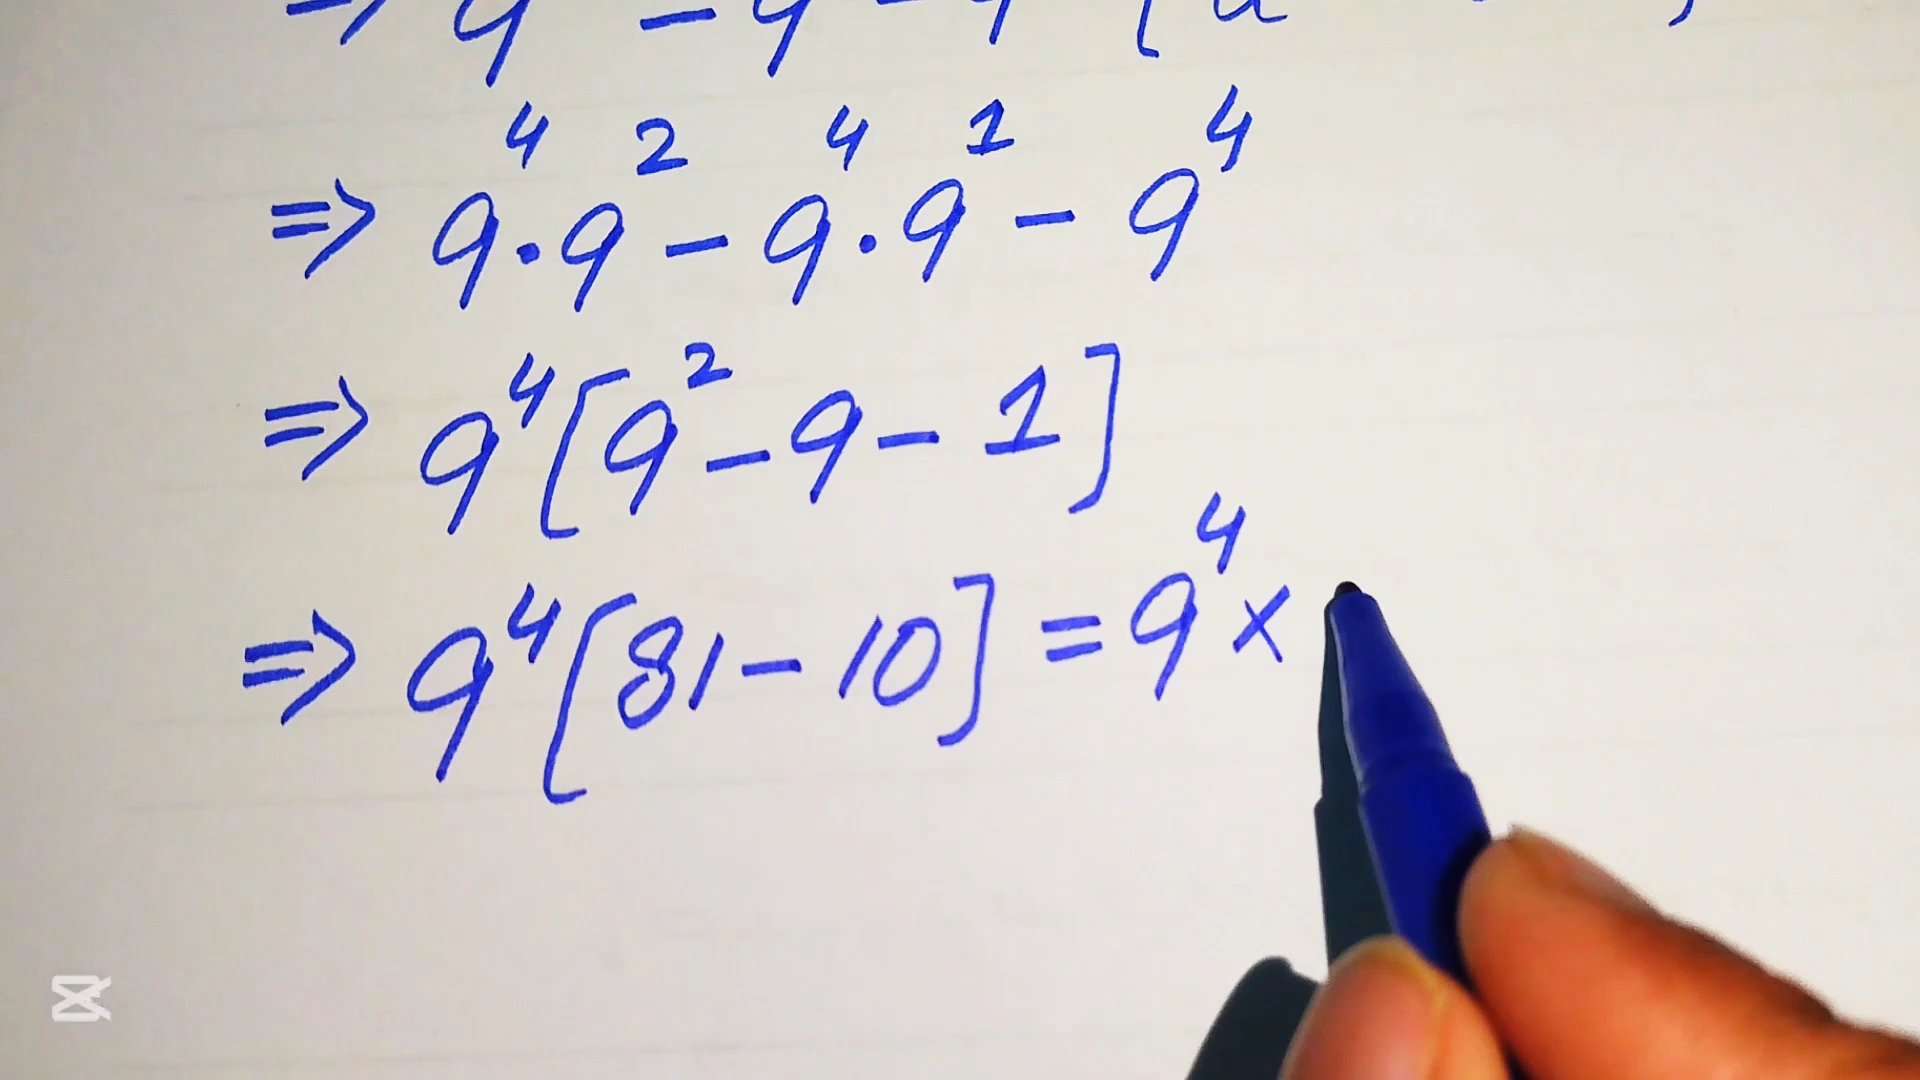 ⇒ 9⁴·9² - 9⁴·9¹ - 9⁴
⇒ 9⁴[9² - 9 - 1]
⇒ 9⁴[81 - 10] = 9⁴ ×